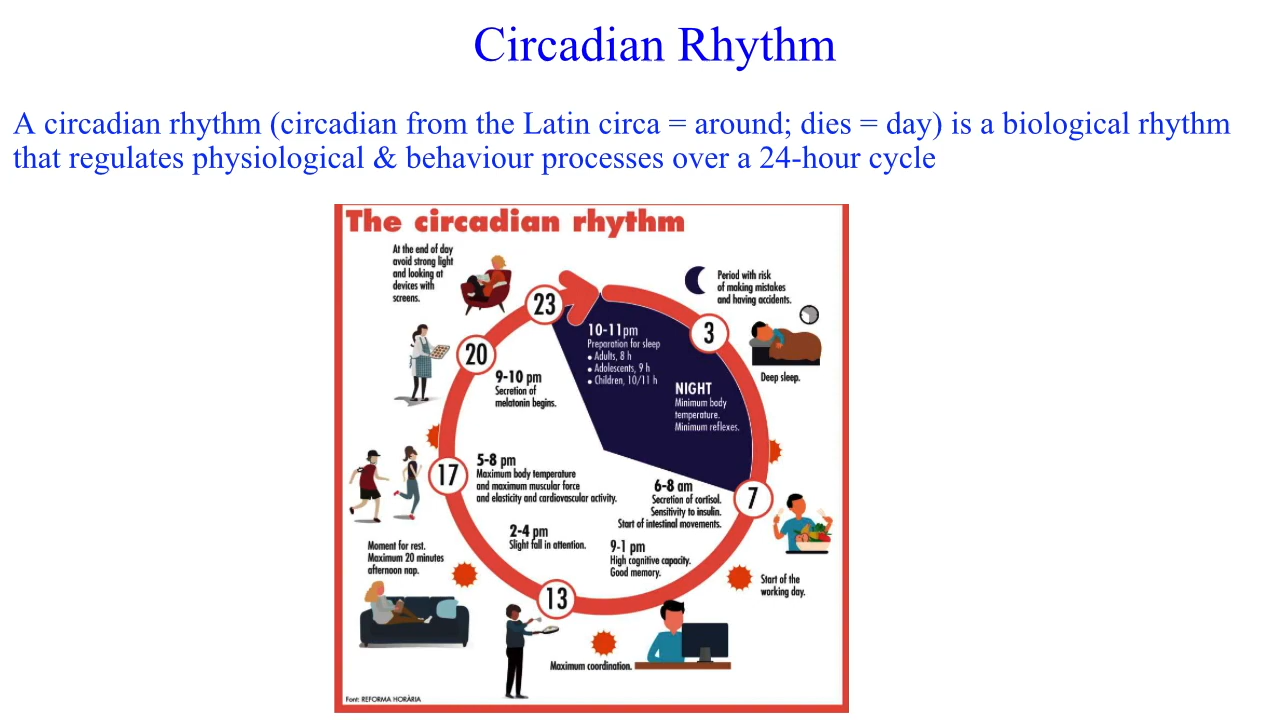 Circadian Rhythm
A circadian rhythm (circadian from the Latin circa = around; dies = day) is a biological rhythm
that regulates physiological & behaviour processes over a 24-hour cycle
The circadian rhythm
At the end of day
avoid strong light
and looking at
devices with
screens.
Period with risk
of making mistakes
and having accidents.
23
10-11pm
Preparation for sleep
• Adults, 8 h
• Adolescents, 9 h
• Children, 10/11 h
3
20
Deep sleep.
9-10 pm
Secretion of
melatonin begins.
NIGHT
Minimum body
temperature.
Minimum reflexes.
17
5-8 pm
Maximum body temperature
and maximum muscular force
and elasticity and cardiovascular activity.
6-8 am
Secretion of cortisol.
Sensitivity to insulin.
Start of intestinal movements.
7
2-4 pm
Slight fall in attention.
9-1 pm
High cognitive capacity.
Good memory.
Moment for rest.
Maximum 20 minutes
afternoon nap.
Start of the
working day.
13
Maximum coordination.
Font: REFORMA HORÀRIA